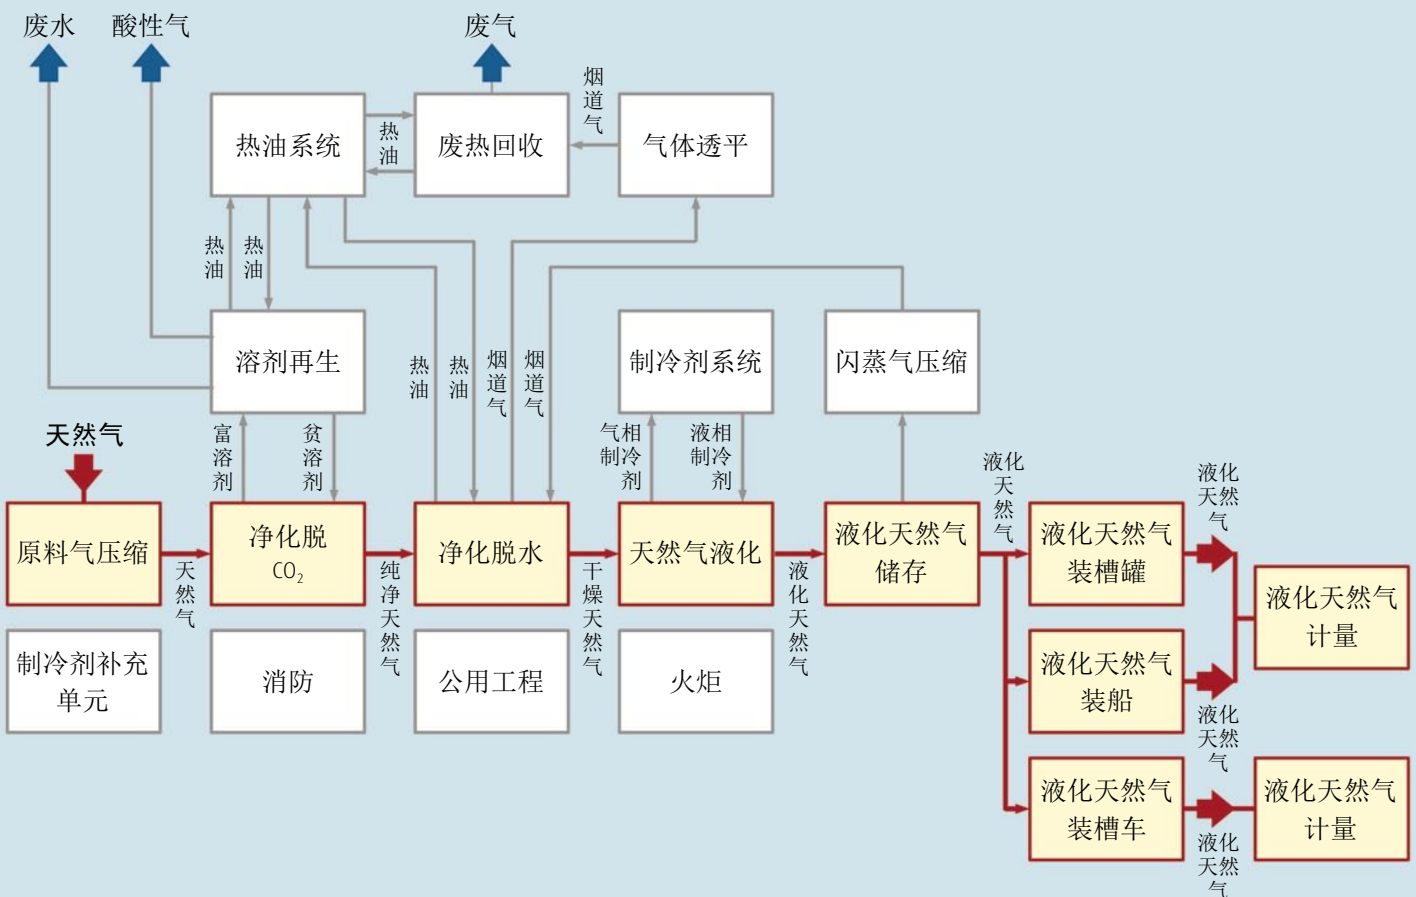 废水
酸性气
废气
热油系统
热油
废热回收
烟道气
气体透平
热油
热油
溶剂再生
热油
热油
烟道气
烟道气
制冷剂系统
闪蒸气压缩
天然气
富溶剂
贫溶剂
气相制冷剂
液相制冷剂
原料气压缩
天然气
净化脱
CO₂
纯净天然气
净化脱水
干燥天然气
天然气液化
液化天然气
液化天然气
储存
液化
天然
气
液化天然气
装槽罐
液化
天然
气
液化天然气
计量
制冷剂补充
单元
消防
公用工程
火炬
液化天然气
装船
液化
天然
气
液化天然气
装槽车
液化
天然
气
液化天然气
计量